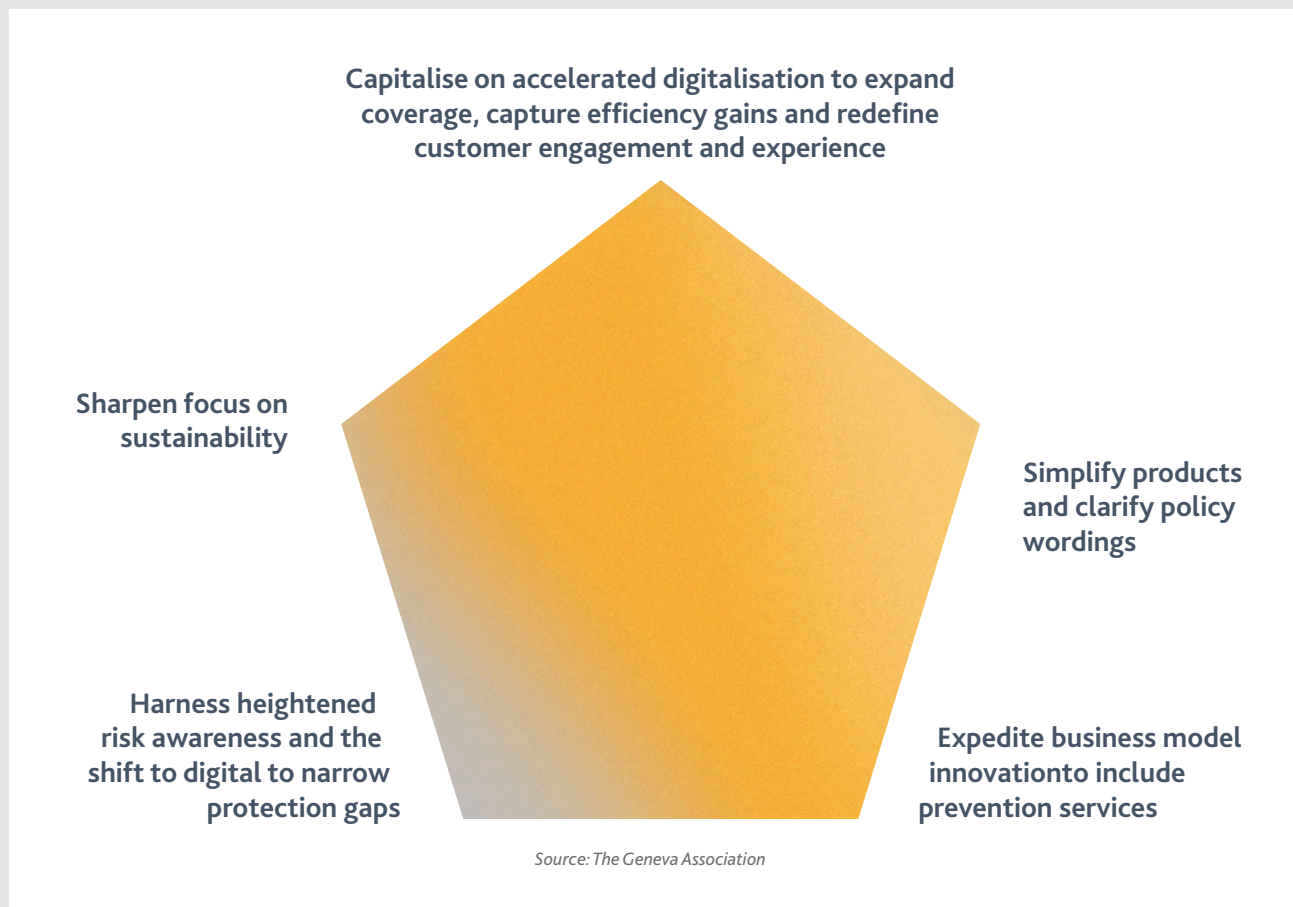 Capitalise on accelerated digitalisation to expand
coverage, capture efficiency gains and redefine
customer engagement and experience
Sharpen focus on
sustainability
Simplify products
and clarify policy
wordings
Harness heightened
risk awareness and the
shift to digital to narrow
protection gaps
Expedite business model
innovationto include
prevention services
Source: The Geneva Association